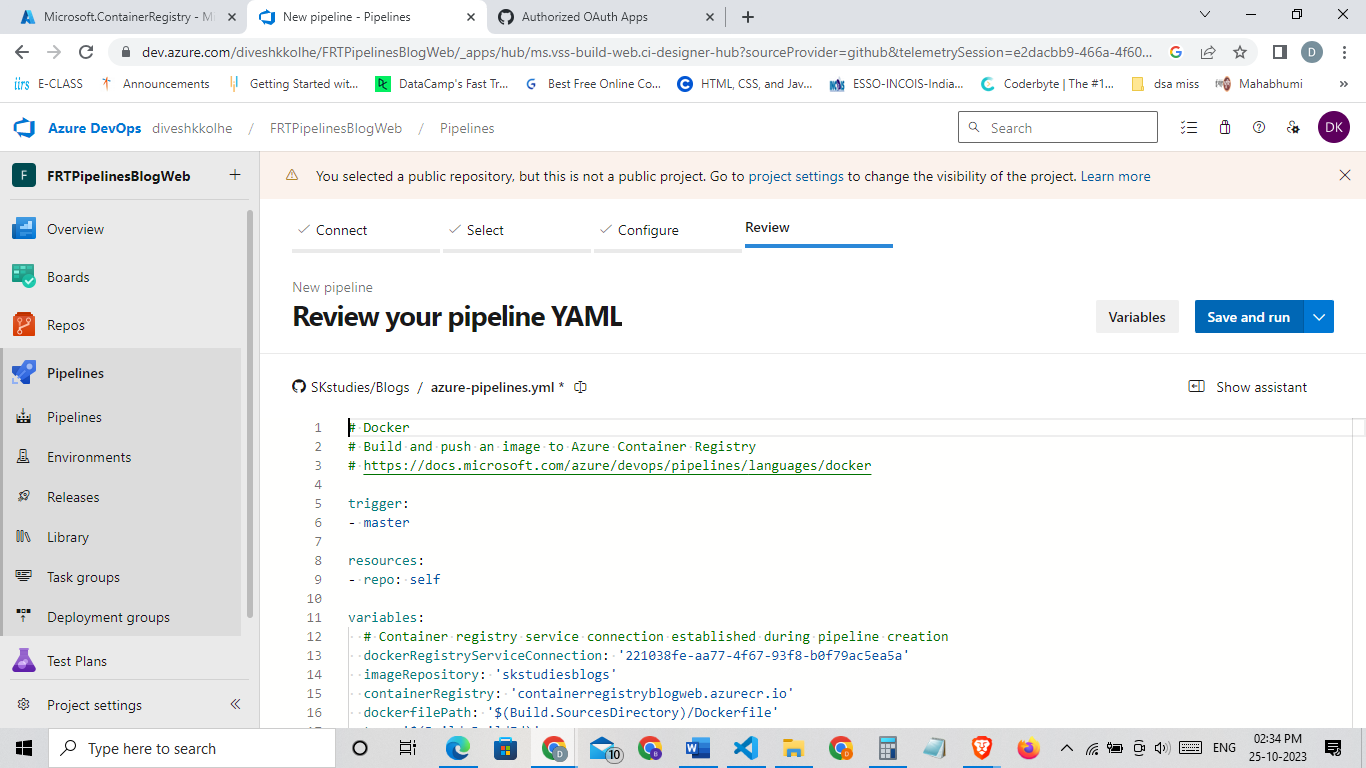 Microsoft.ContainerRegistry - Mi
New pipeline - Pipelines
Authorized OAuth Apps
dev.azure.com/diveshkkolhe/FRTPipelinesBlogWeb/_apps/hub/ms.vss-build-web.ci-designer-hub?sourceProvider=github&telemetrySession=e2dacbb9-466a-4f60...
D
iirs E-CLASS
Announcements
Getting Started wit...
DataCamp's Fast Tr...
Best Free Online Co...
HTML, CSS, and Jav...
ESSO-INCOIS-India...
Coderbyte | The #1...
dsa miss
Mahabhumi
»
Azure DevOps diveshkkolhe / FRTPipelinesBlogWeb / Pipelines
Search
DK
F FRTPipelinesBlogWeb +
Overview
Boards
Repos
Pipelines
Pipelines
Environments
Releases
Library
Task groups
Deployment groups
Test Plans
Project settings
You selected a public repository, but this is not a public project. Go to project settings to change the visibility of the project. Learn more
Connect
Select
Configure
Review
New pipeline
Review your pipeline YAML
Variables
Save and run
SKstudies/Blogs / azure-pipelines.yml *
Show assistant
1 # Docker
2 # Build and push an image to Azure Container Registry
3 # https://docs.microsoft.com/azure/devops/pipelines/languages/docker
4
5 trigger:
6 - master
7
8 resources:
9 - repo: self
10
11 variables:
12 # Container registry service connection established during pipeline creation
13 dockerRegistryServiceConnection: '221038fe-aa77-4f67-93f8-b0f79ac5ea5a'
14 imageRepository: 'skstudiesblogs'
15 containerRegistry: 'containerregistryblogweb.azurecr.io'
16 dockerfilePath: '$(Build.SourcesDirectory)/Dockerfile'
Type here to search
10
ENG
02:34 PM
25-10-2023